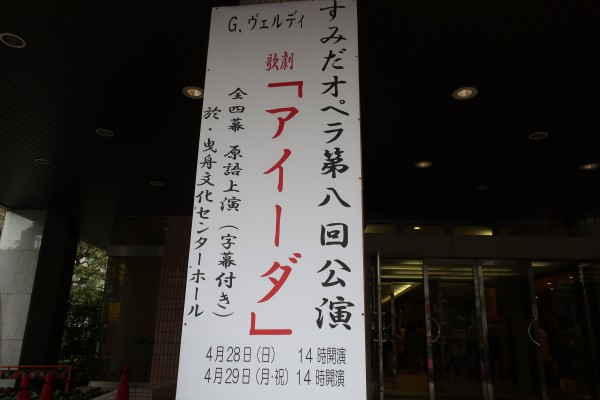 すみだオペラ第八回公演
G、ヴェルディ
歌劇
「アイーダ」
全四幕 原語上演(字幕付き)
於・曳舟文化センターホール
4月28日(日) 14時開演
4月29日(月・祝) 14時開演